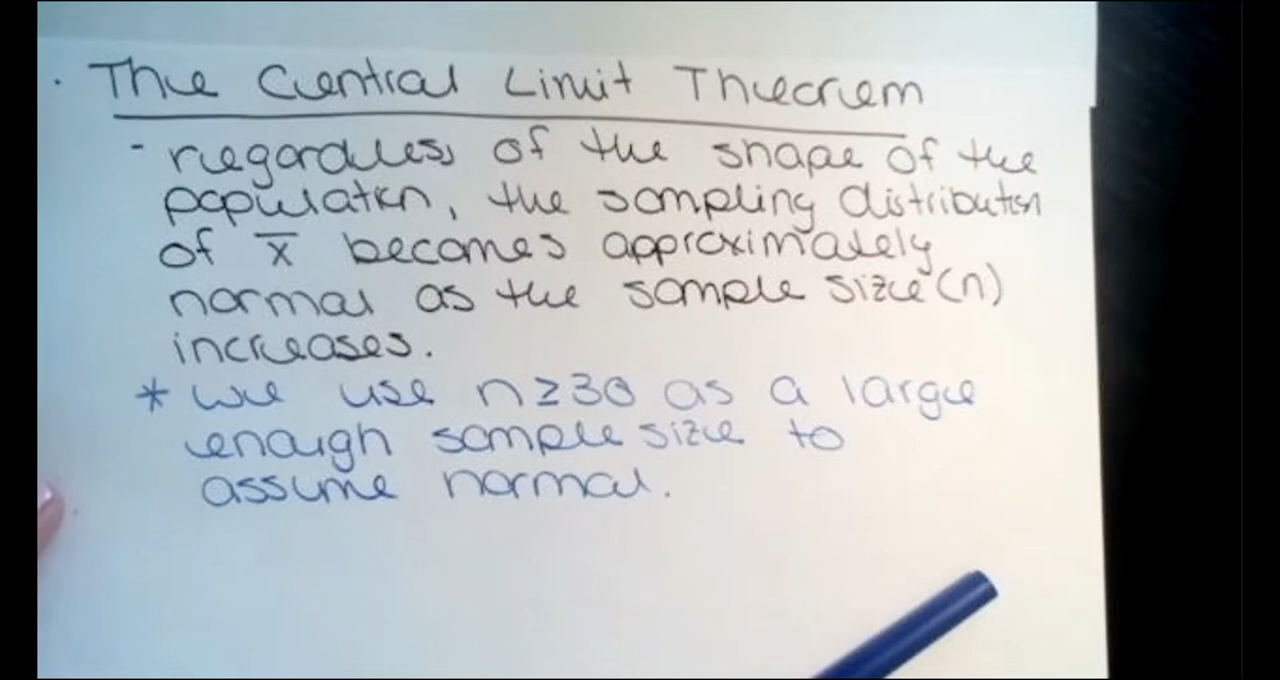 · The Central Limit Theorem
- regardless of the shape of the
population, the sampling distribution
of x̄ becomes approximately
normal as the sample size (n)
increases.
* we use n ≥ 30 as a large
enough sample size to
assume normal.